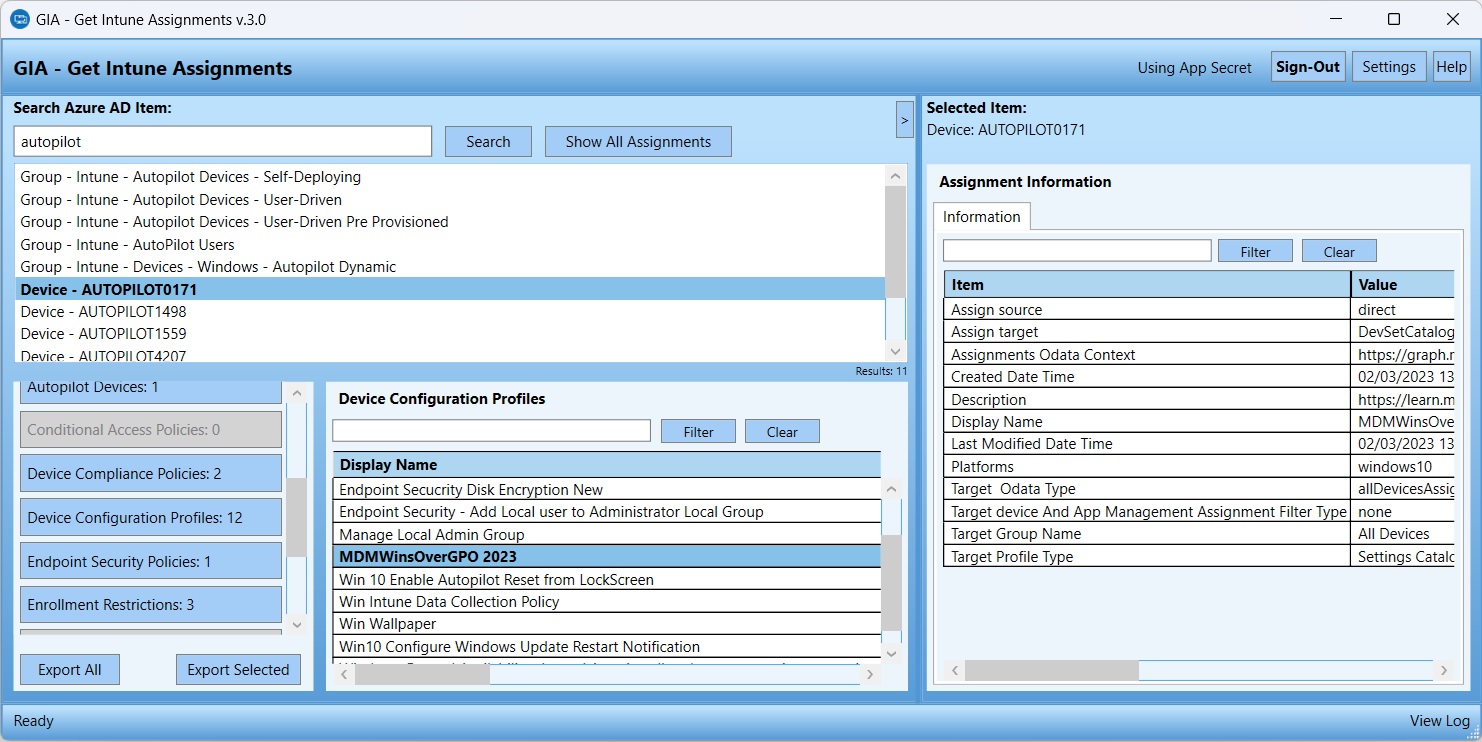 GIA - Get Intune Assignments v.3.0
GIA - Get Intune Assignments
Using App Secret
Sign-Out
Settings
Help
Search Azure AD Item:
autopilot
Search
Show All Assignments
>
Group - Intune - Autopilot Devices - Self-Deploying
Group - Intune - Autopilot Devices - User-Driven
Group - Intune - Autopilot Devices - User-Driven Pre Provisioned
Group - Intune - AutoPilot Users
Group - Intune - Devices - Windows - Autopilot Dynamic
Device - AUTOPILOT0171
Device - AUTOPILOT1498
Device - AUTOPILOT1559
Device - AUTOPILOT4207
Results: 11
Autopilot Devices: 1
Conditional Access Policies: 0
Device Compliance Policies: 2
Device Configuration Profiles: 12
Endpoint Security Policies: 1
Enrollment Restrictions: 3
Export All
Export Selected
Device Configuration Profiles
Filter
Clear
Display Name
Endpoint Secucrity Disk Encryption New
Endpoint Security - Add Local user to Administrator Local Group
Manage Local Admin Group
MDMWinsOverGPO 2023
Win 10 Enable Autopilot Reset from LockScreen
Win Intune Data Collection Policy
Win Wallpaper
Win10 Configure Windows Update Restart Notification
Selected Item:
Device: AUTOPILOT0171
Assignment Information
Information
Filter
Clear
Item Value
Assign source direct
Assign target DevSetCatalog
Assignments Odata Context https://graph.r
Created Date Time 02/03/2023 13
Description https://learn.m
Display Name MDMWinsOve
Last Modified Date Time 02/03/2023 13
Platforms windows10
Target  Odata Type allDevicesAssig
Target device And App Management Assignment Filter Type none
Target Group Name All Devices
Target Profile Type Settings Catalc
Ready
View Log